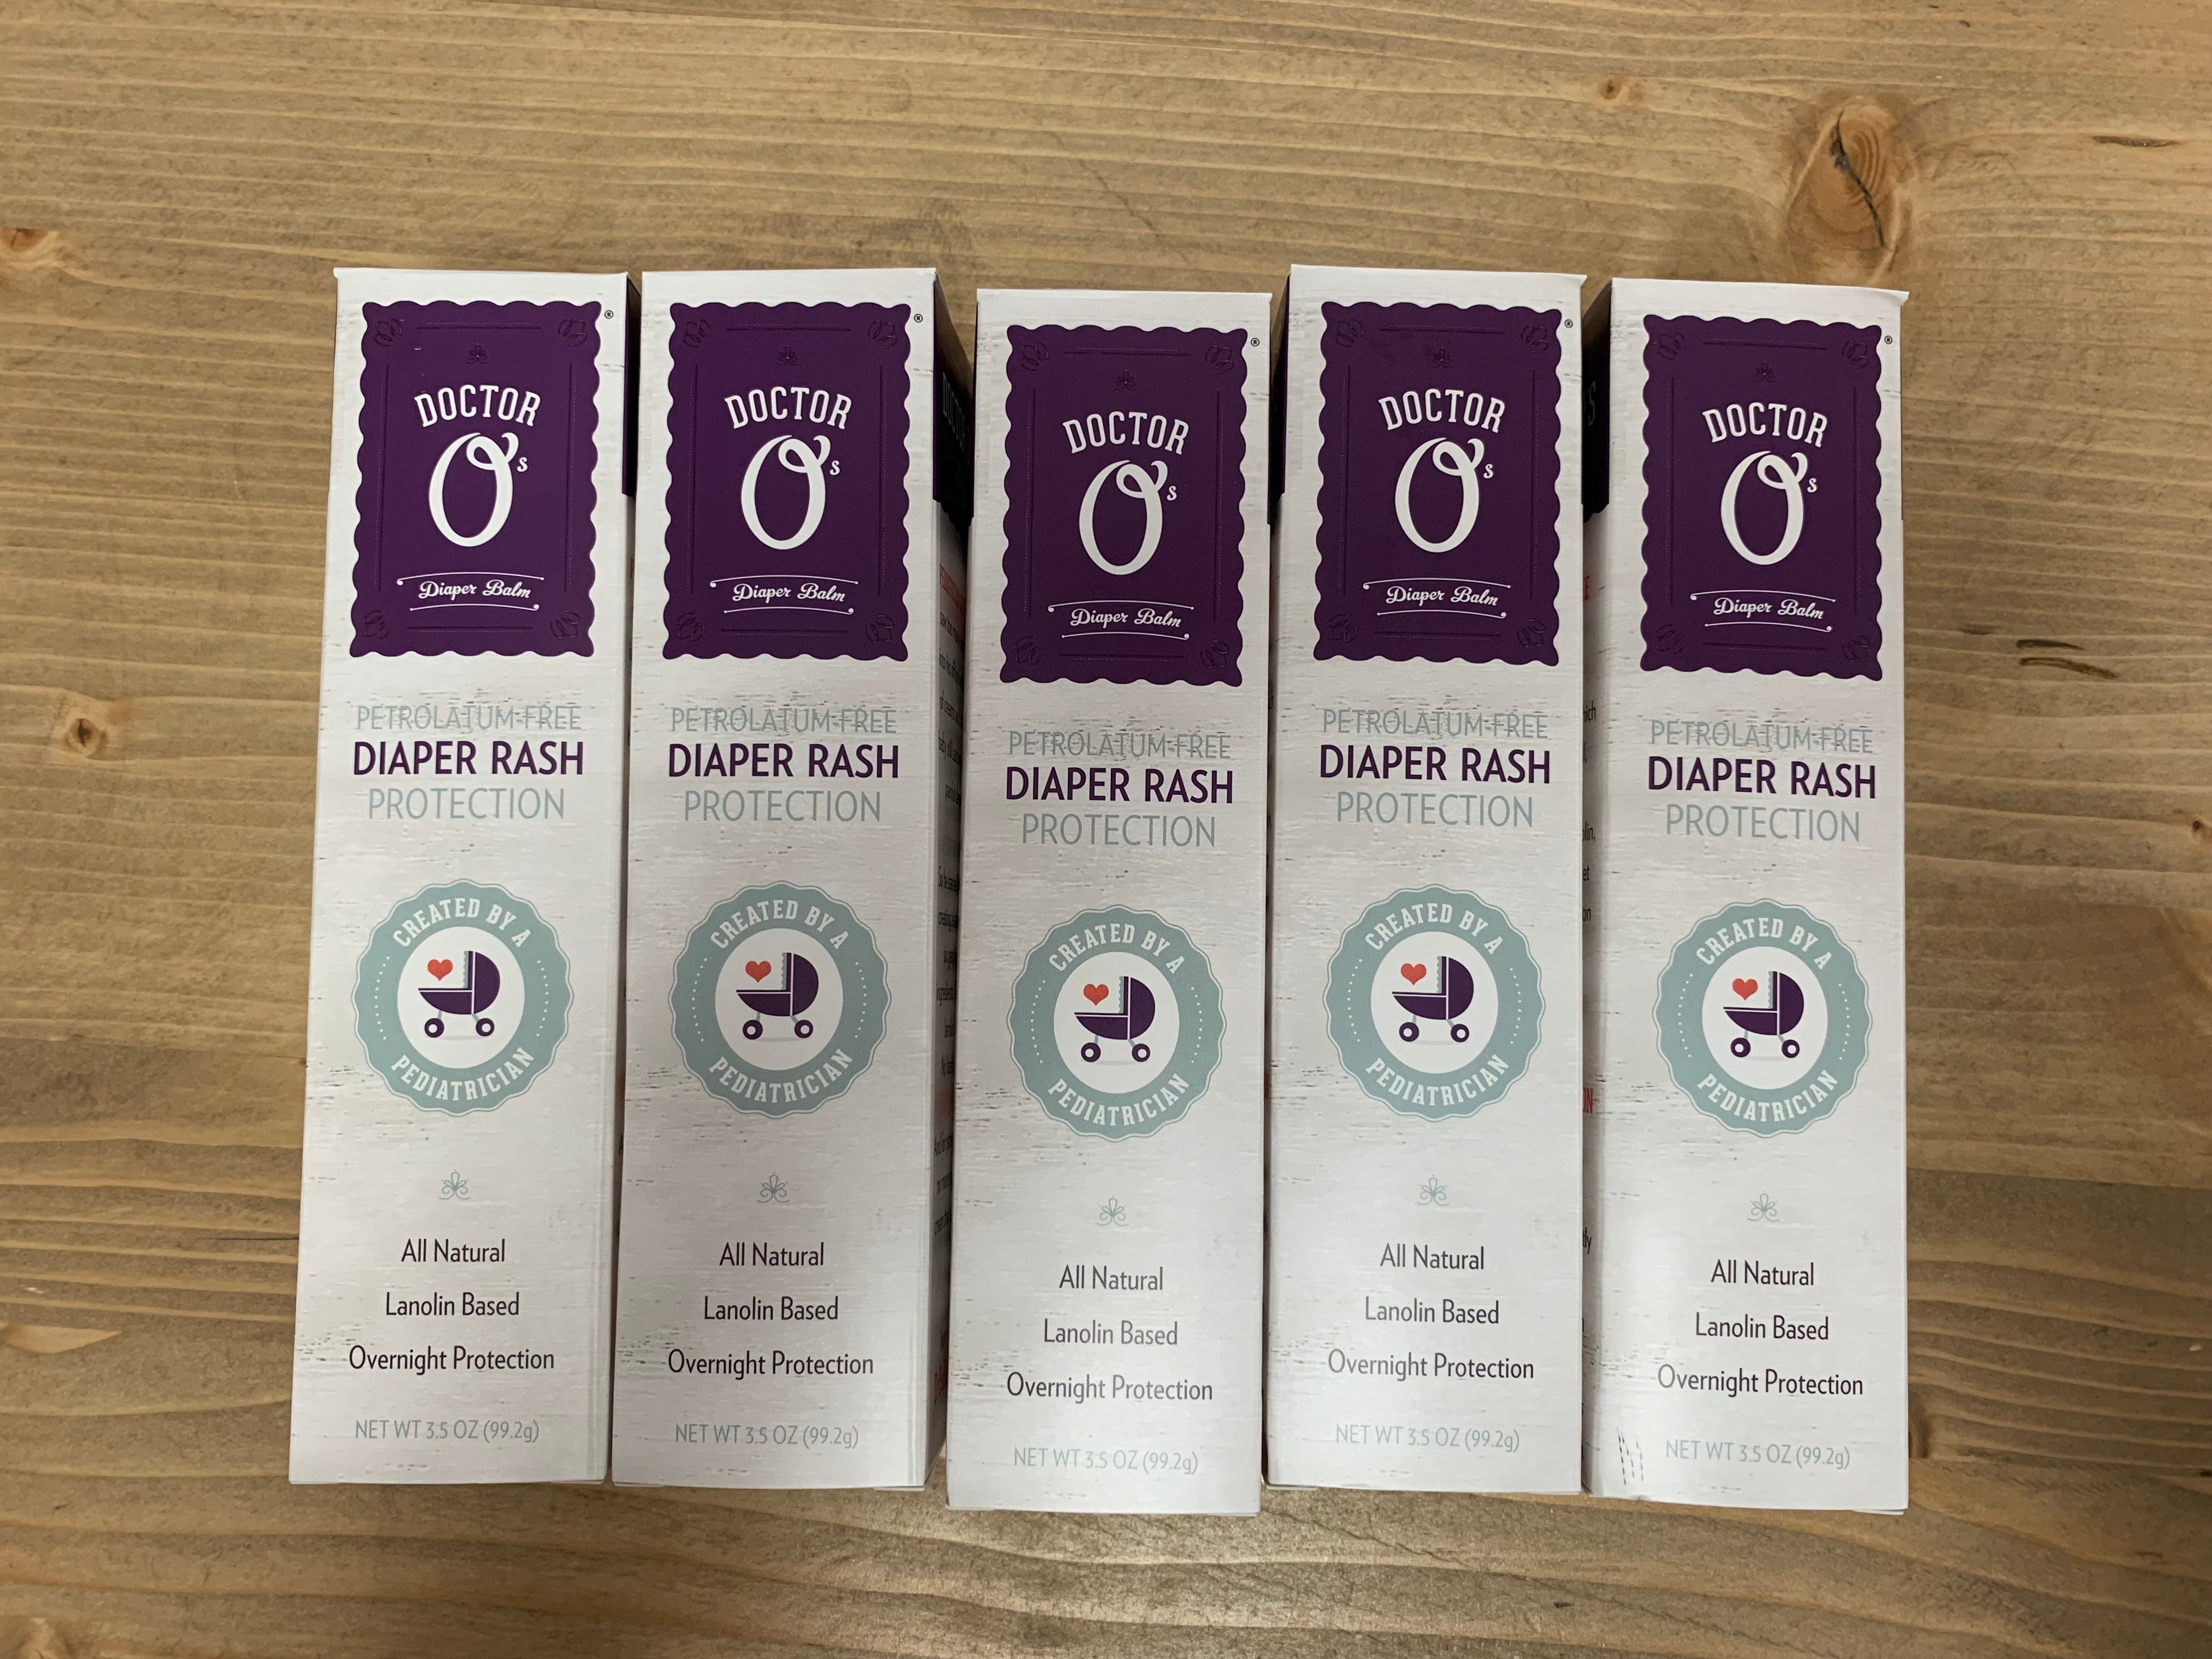 DOCTOR
O's
Diaper Balm
®
PETROLATUM-FREE
DIAPER RASH
PROTECTION
CREATED BY A
PEDIATRICIAN
All Natural
Lanolin Based
Overnight Protection
NET WT 3.5 OZ (99.2g)
DOCTOR
O's
Diaper Balm
®
PETROLATUM-FREE
DIAPER RASH
PROTECTION
CREATED BY A
PEDIATRICIAN
All Natural
Lanolin Based
Overnight Protection
NET WT 3.5 OZ (99.2g)
DOCTOR
O's
Diaper Balm
®
PETROLATUM-FREE
DIAPER RASH
PROTECTION
CREATED BY A
PEDIATRICIAN
All Natural
Lanolin Based
Overnight Protection
NET WT 3.5 OZ (99.2g)
DOCTOR
O's
Diaper Balm
®
PETROLATUM-FREE
DIAPER RASH
PROTECTION
CREATED BY A
PEDIATRICIAN
All Natural
Lanolin Based
Overnight Protection
NET WT 3.5 OZ (99.2g)
DOCTOR
O's
Diaper Balm
®
PETROLATUM-FREE
DIAPER RASH
PROTECTION
CREATED BY A
PEDIATRICIAN
All Natural
Lanolin Based
Overnight Protection
NET WT 3.5 OZ (99.2g)